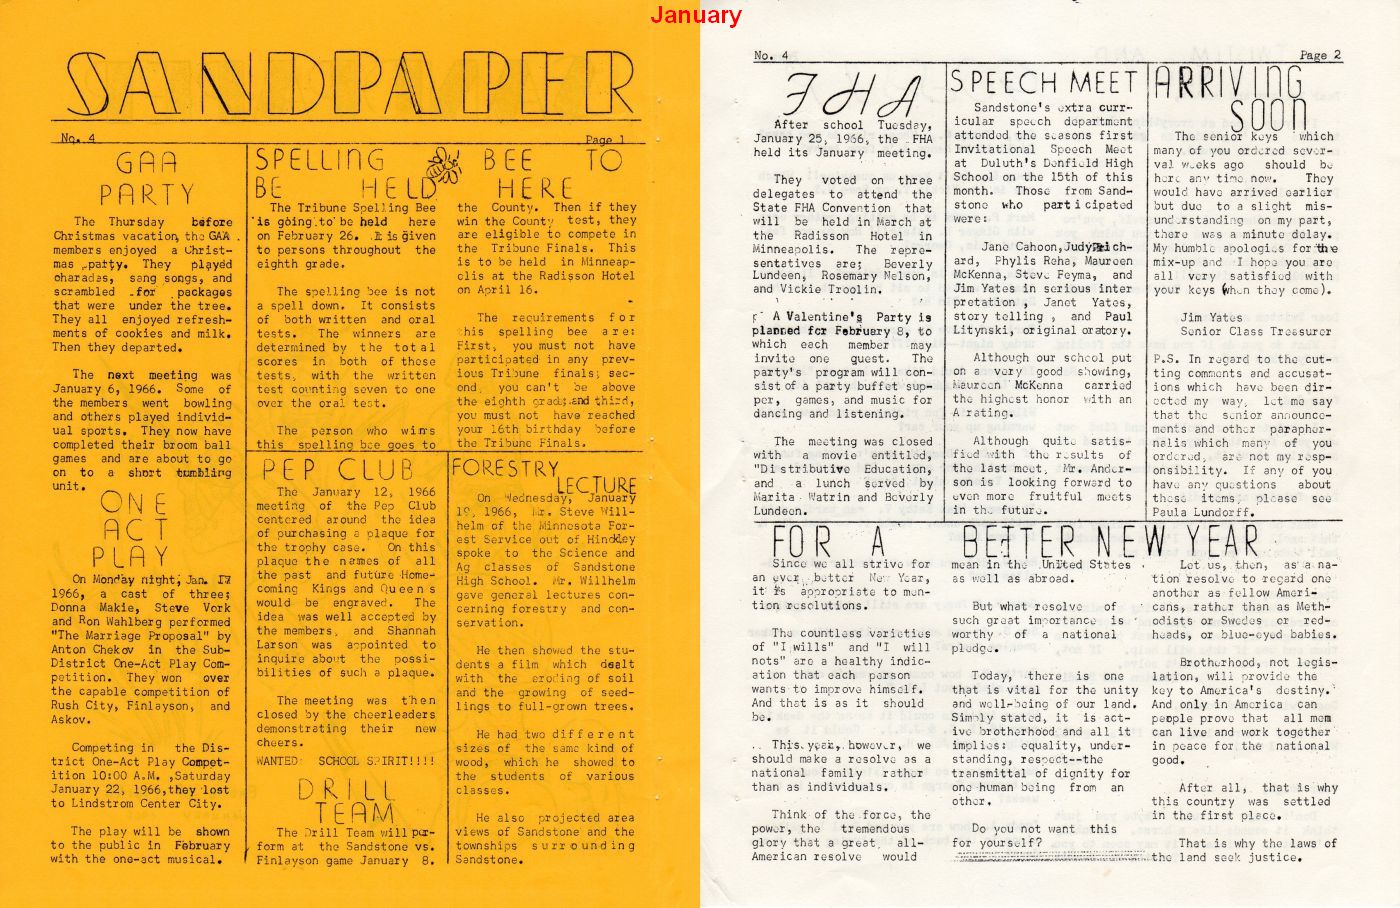 January
SANDPAPER
No. 4
Page 1
GAA
PARTY
The Thursday before
Christmas vacation, the GAA
members enjoyed a Christ-
mas party. They played
charadas, sang songs, and
scrambled for packages
that were under the tree.
They all enjoyed refresh-
ments of cookies and milk.
Then they departed.
The next meeting was
January 6, 1966. Some of
the members went bowling
and others played individ-
ual sports. They now have
completed their broom ball
games and are about to go
on to a short tumbling
unit.
ONE
ACT
PLAY
On Monday night, Jan. 17
1966, a cast of three;
Donna Makie, Steve Vork
and Ron Wahlberg performed
"The Marriage Proposal" by
Anton Chekov in the Sub-
District One-Act Play Com-
petition. They won over
the capable competition of
Rush City, Finlayson, and
Askov.
Competing in the Dis-
trict One-Act Play Compet-
ition 10:00 A.M. ,Saturday
January 22, 1966,they lost
to Lindstrom Center City.
The play will be shown
to the public in February
with the one-act musical.
SPELLING BEE TO
BE HELD HERE
The Tribune Spelling Bee
is going to be held here
on February 26. It is given
to persons throughout the
eighth grade.
The spelling bee is not
a spell down. It consists
of both written and oral
tests. The winners are
determined by the total
scores in both of these
tests, with the written
test counting seven to one
over the oral test.
The person who wins
this spelling bee goes to
the County. Then if they
win the County test, they
are eligible to compete in
the Tribune Finals. This
is to be held in Minneap-
olis at the Radisson Hotel
on April 16.
The requirements for
this spelling bee are:
First, you must not have
participated in any prev-
ious Tribune finals; sec-
ond, you can't be above
the eighth grade;and third,
you must not have reached
your 16th birthday before
the Tribune Finals.
PEP CLUB
The January 12, 1966
meeting of the Pep Club
centered around the idea
of purchasing a plaque for
the trophy case. On this
plaque the names of all
the past and future Home-
coming Kings and Queens
would be engraved. The
idea was well accepted by
the members, and Shannah
Larson was appointed to
inquire about the possi-
bilities of such a plaque.
The meeting was then
closed by the cheerleaders
demonstrating their new
cheers.
WANTED: SCHOOL SPIRIT!!!!
DRILL
TEAM
The Drill Team will per-
form at the Sandstone vs.
Finlayson game January 8.
FORESTRY
LECTURE
On Wednesday, January
19, 1966, Mr. Steve Will-
helm of the Minnesota For-
est Service out of Hinckley
spoke to the Science and
Ag classes of Sandstone
High School. Mr. Willhelm
gave general lectures con-
cerning forestry and con-
servation.
He then showed the stu-
dents a film which dealt
with the eroding of soil
and the growing of seed-
lings to full-grown trees.
He had two different
sizes of the same kind of
wood, which he showed to
the students of various
classes.
He also projected area
views of Sandstone and the
townships surrounding
Sandstone.
No. 4
Page 2
FHA
After school Tuesday,
January 25, 1966, the FHA
held its January meeting.
They voted on three
delegates to attend the
State FHA Convention that
will be held in March at
the Radisson Hotel in
Minneapolis. The repre-
sentatives are; Beverly
Lundeen, Rosemary Nelson,
and Vickie Troolin.
A Valentine's Party is
planned for February 8, to
which each member may
invite one guest. The
party's program will con-
sist of a party buffet sup-
per, games, and music for
dancing and listening.
The meeting was closed
with a movie entitled,
"Distributive Education,
and a lunch served by
Marita Watrin and Beverly
Lundeen.
SPEECH MEET
Sandstone's extra curr-
icular speech department
attended the seasons first
Invitational Speech Meet
at Duluth's Denfield High
School on the 15th of this
month. Those from Sand-
stone who participated
were:
Jane Cahoon,Judy Prich-
ard, Phylis Reha, Maureen
McKenna, Steve Feyma, and
Jim Yates in serious inter
pretation , Janet Yates,
story telling , and Paul
Litynski, original oratory.
Although our school put
on a very good showing,
Maureen McKenna carried
the highest honor with an
A rating.
Although quite satis-
fied with the results of
the last meet, Mr. Ander-
son is looking forward to
even more fruitful meets
in the future.
ARRIVING
SOON
The senior keys which
many of you ordered sever-
val weeks ago should be
here any time now. They
would have arrived earlier
but due to a slight mis-
understanding on my part,
there was a minute delay.
My humble apologies for the
mix-up and I hope you are
all very satisfied with
your keys (when they come).
Jim Yates
Senior Class Treasurer
P.S. In regard to the cut-
ting comments and accusat-
ions which have been dir-
ected my way, let me say
that the senior announce-
ments and other parapher-
nalia which many of you
ordered, are not my resp-
onsibility. If any of you
have any questions about
these items, please see
Paula Lundorff.
FOR A BETTER NEW YEAR
Since we all strive for
an ever better New Year,
it is appropriate to men-
tion resolutions.
The countless varieties
of "I wills" and "I will
nots" are a healthy indic-
ation that each person
wants to improve himself.
And that is as it should
be.
This year, however, we
should make a resolve as a
national family rather
than as individuals.
Think of the force, the
power, the tremendous
glory that a great, all-
American resolve would
mean in the United States
as well as abroad.
But what resolve of
such great importance is
worthy of a national
pledge.
Today, there is one
that is vital for the unity
and well-being of our land.
Simply stated, it is act-
ive brotherhood and all it
implies: equality, under-
standing, respect--the
transmittal of dignity for
one human being from an
other.
Do you not want this
for yourself?
Let us, then, as a na-
tion resolve to regard one
another as fellow Ameri-
cans, rather than as Meth-
odists or Swedes or red-
heads, or blue-eyed babies.
Brotherhood, not legis-
lation, will provide the
key to America's destiny.
And only in America can
people prove that all men
can live and work together
in peace for the national
good.
After all, that is why
this country was settled
in the first place.
That is why the laws of
the land seek justice.